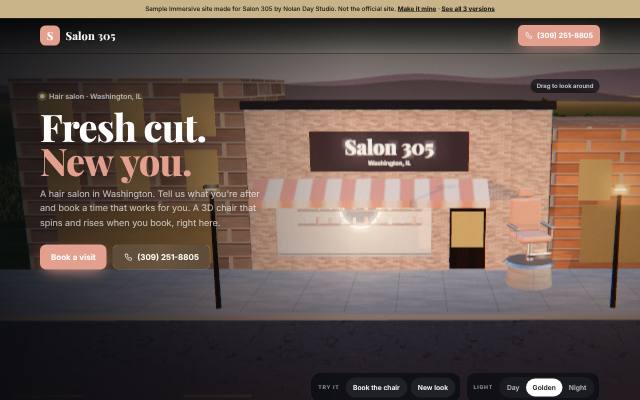 Sample Immersive site made for Salon 305 by Nolan Day Studio. Not the official site. Make it mine · See all 3 versions
S Salon 305
(309) 251-8805
Drag to look around
Hair salon · Washington, IL
Fresh cut.
New you.
Salon 305
Washington, IL
A hair salon in Washington. Tell us what you're after
and book a time that works for you. A 3D chair that
spins and rises when you book, right here.
Book a visit
(309) 251-8805
TRY IT Book the chair New look
LIGHT Day Golden Night